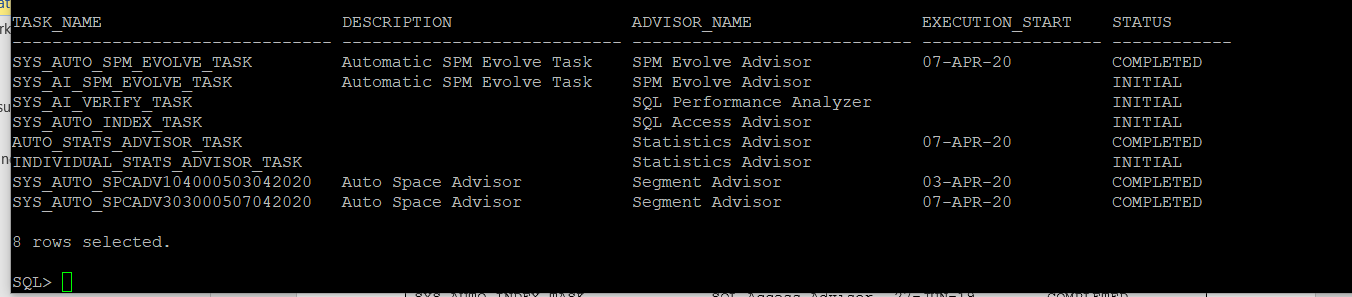 TASK_NAME DESCRIPTION ADVISOR_NAME EXECUTION_START STATUS
-------------------------------- ---------------------------- ---------------------------- ------------------ ------------
SYS_AUTO_SPM_EVOLVE_TASK Automatic SPM Evolve Task SPM Evolve Advisor 07-APR-20 COMPLETED
SYS_AI_SPM_EVOLVE_TASK Automatic SPM Evolve Task SPM Evolve Advisor INITIAL
SYS_AI_VERIFY_TASK SQL Performance Analyzer INITIAL
SYS_AUTO_INDEX_TASK SQL Access Advisor INITIAL
AUTO_STATS_ADVISOR_TASK Statistics Advisor 07-APR-20 COMPLETED
INDIVIDUAL_STATS_ADVISOR_TASK Statistics Advisor INITIAL
SYS_AUTO_SPCADV104000503042020 Auto Space Advisor Segment Advisor 03-APR-20 COMPLETED
SYS_AUTO_SPCADV303000507042020 Auto Space Advisor Segment Advisor 07-APR-20 COMPLETED
8 rows selected.
SQL>